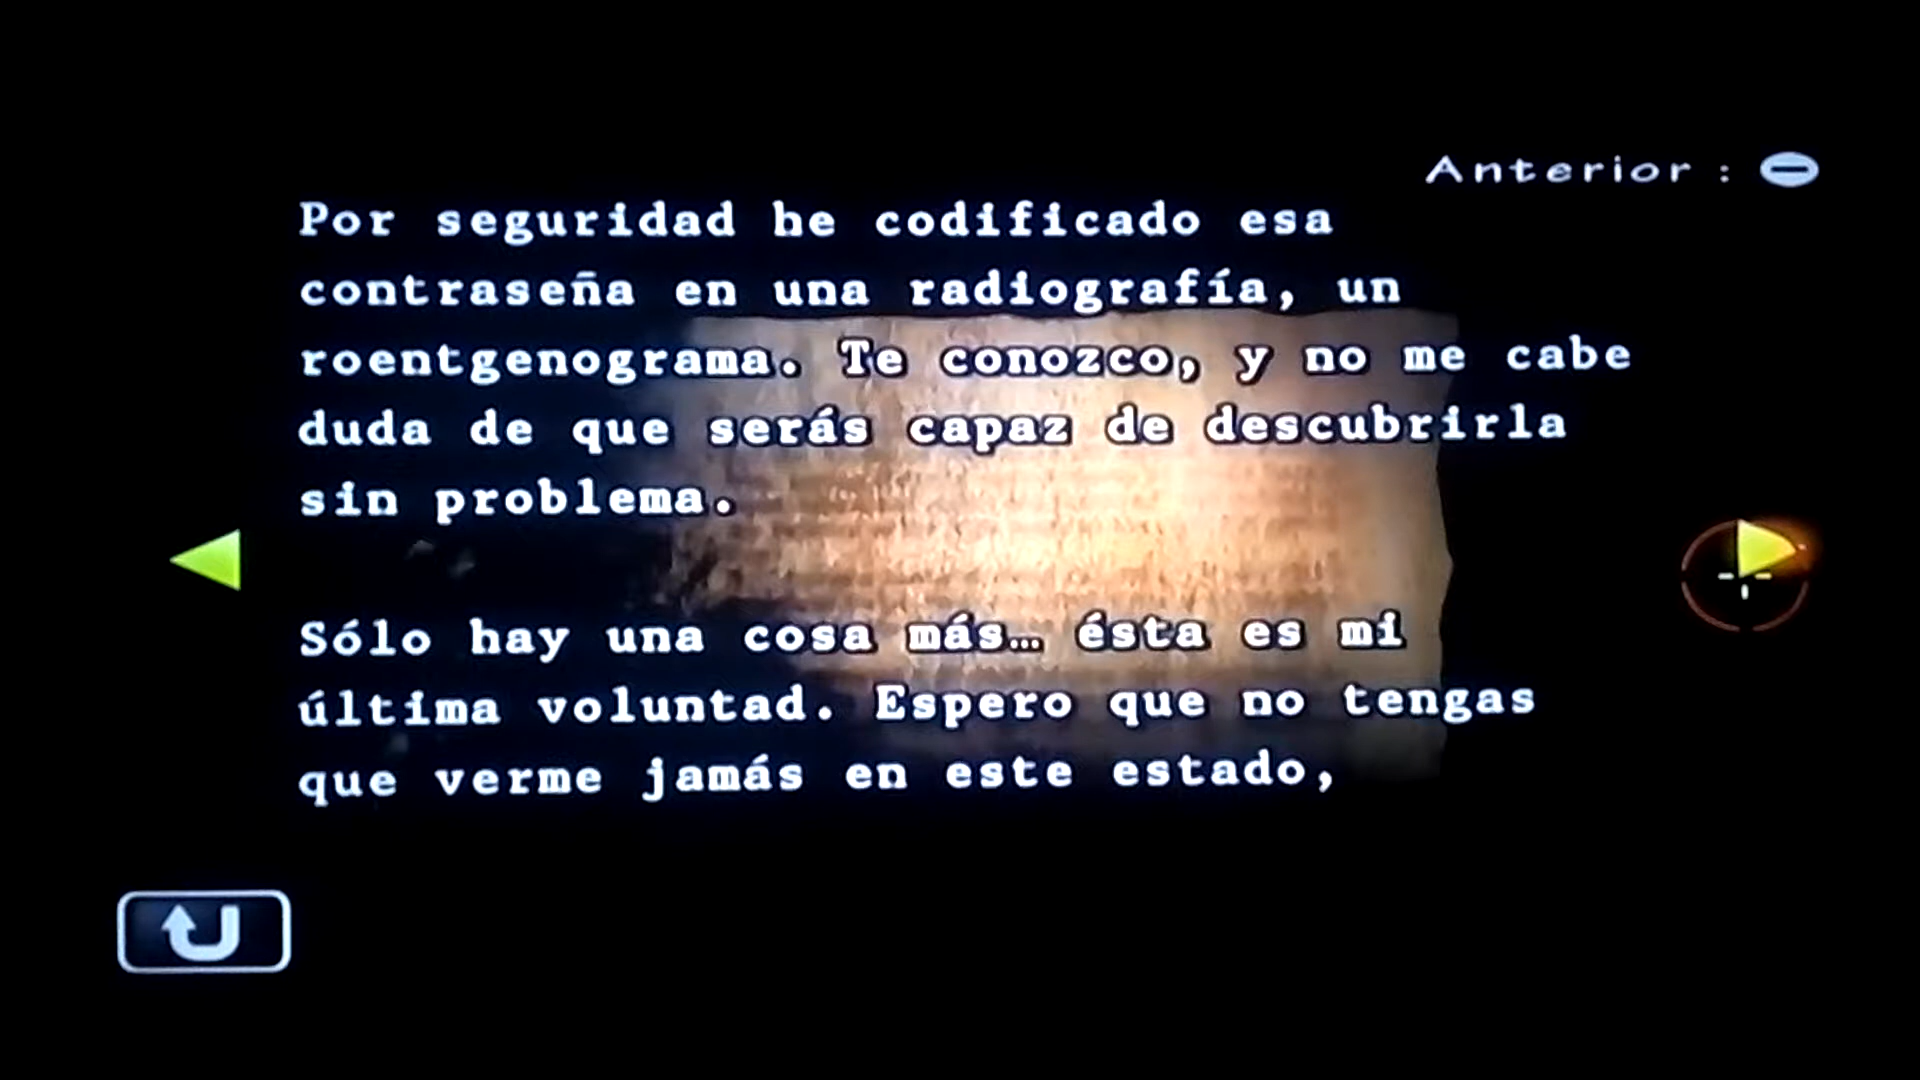 Anterior :
Por seguridad he codificado esa
contraseña en una radiografía, un
roentgenograma. Te conozco, y no me cabe
duda de que serás capaz de descubrirla
sin problema.
Sólo hay una cosa más… ésta es mi
última voluntad. Espero que no tengas
que verme jamás en este estado,